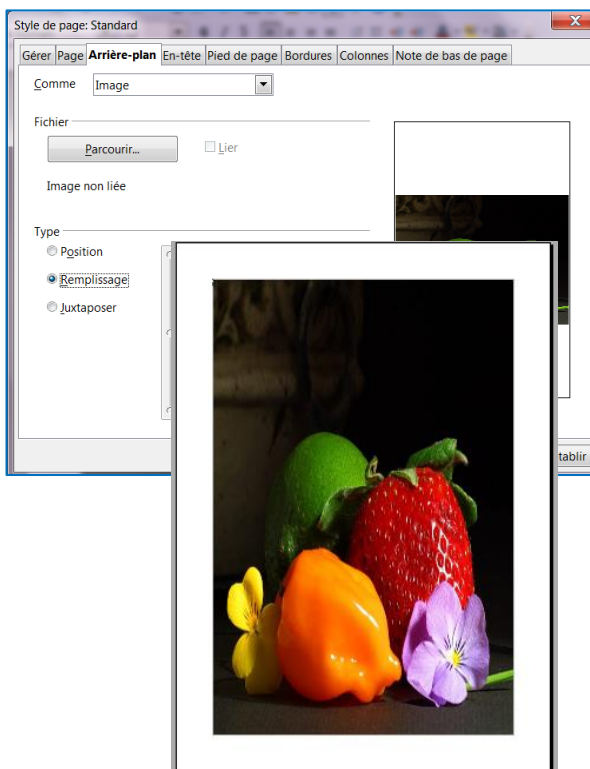 Style de page: Standard
Gérer Page Arrière-plan En-tête Pied de page Bordures Colonnes Note de bas de page
Comme Image
Fichier
Parcourir... Lier
Image non liée
Type
Position
Remplissage
Juxtaposer
tablir